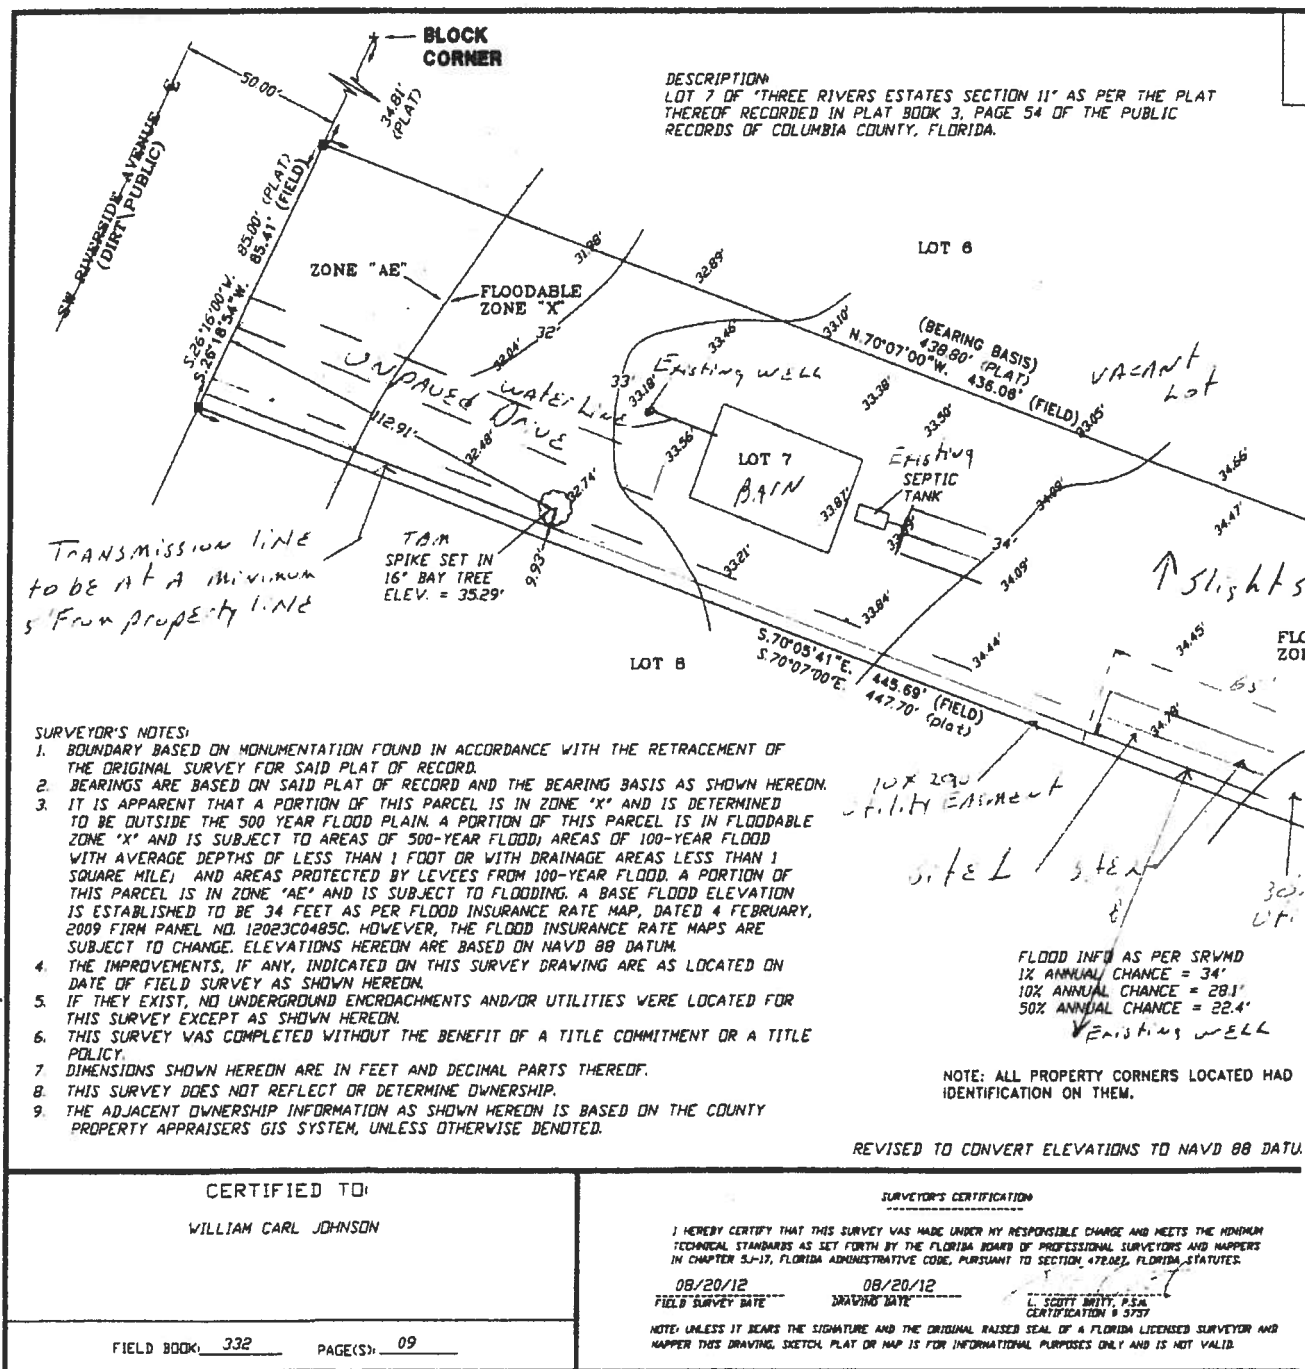 BLOCK
CORNER
50.00'
34.81'
(PLAT)
SW RIVERSIDE AVENUE
(DIRT\PUBLIC)
DESCRIPTION:
LOT 7 OF "THREE RIVERS ESTATES SECTION 11" AS PER THE PLAT
THEREOF RECORDED IN PLAT BOOK 3, PAGE 54 OF THE PUBLIC
RECORDS OF COLUMBIA COUNTY, FLORIDA.
S.26°16'00"W. 85.00' (PLAT)
S.26°18'54"W. 85.41' (FIELD)
ZONE "AE"
FLOODABLE
ZONE "X"
31.98'
32.89'
LOT 6
32'
32.04'
33.46'
33.10'
(BEARING BASIS)
438.80' (PLAT)
N.70°07'00"W. 436.08' (FIELD)
VACANT
Lot
UNPAVED DRIVE
WATER LINE
33'
33.18'
Existing WELL
33.38'
33.50'
33.05'
112.91'
32.48'
33.56'
LOT 7
BARN
Existing
SEPTIC
TANK
34.66'
34.47'
32.74'
33.87'
34.09'
TRANSMISSION LINE
to bE At A Minimum
5' From property LINE
T.B.M
SPIKE SET IN
16" BAY TREE
ELEV. = 35.29'
9.93'
33.21'
34'
34.09'
33.84'
Slight
LOT 8
S.70°05'41"E. 445.69' (FIELD)
S.70°07'00"E. 447.70' (plat)
34.44'
34.45'
65'
34.78'
Utility EASMENT
SitE 1
Existing WELL
SURVEYOR'S NOTES:
1. BOUNDARY BASED ON MONUMENTATION FOUND IN ACCORDANCE WITH THE RETRACEMENT OF
THE ORIGINAL SURVEY FOR SAID PLAT OF RECORD.
2. BEARINGS ARE BASED ON SAID PLAT OF RECORD AND THE BEARING BASIS AS SHOWN HEREON.
3. IT IS APPARENT THAT A PORTION OF THIS PARCEL IS IN ZONE "X" AND IS DETERMINED
TO BE OUTSIDE THE 500 YEAR FLOOD PLAIN. A PORTION OF THIS PARCEL IS IN FLOODABLE
ZONE "X" AND IS SUBJECT TO AREAS OF 500-YEAR FLOOD; AREAS OF 100-YEAR FLOOD
WITH AVERAGE DEPTHS OF LESS THAN 1 FOOT OR WITH DRAINAGE AREAS LESS THAN 1
SQUARE MILE; AND AREAS PROTECTED BY LEVEES FROM 100-YEAR FLOOD. A PORTION OF
THIS PARCEL IS IN ZONE "AE" AND IS SUBJECT TO FLOODING. A BASE FLOOD ELEVATION
IS ESTABLISHED TO BE 34 FEET AS PER FLOOD INSURANCE RATE MAP, DATED 4 FEBRUARY,
2009 FIRM PANEL NO. 12023C0485C. HOWEVER, THE FLOOD INSURANCE RATE MAPS ARE
SUBJECT TO CHANGE. ELEVATIONS HEREON ARE BASED ON NAVD 88 DATUM.
4. THE IMPROVEMENTS, IF ANY, INDICATED ON THIS SURVEY DRAWING ARE AS LOCATED ON
DATE OF FIELD SURVEY AS SHOWN HEREON.
5. IF THEY EXIST, NO UNDERGROUND ENCROACHMENTS AND/OR UTILITIES WERE LOCATED FOR
THIS SURVEY EXCEPT AS SHOWN HEREON.
6. THIS SURVEY WAS COMPLETED WITHOUT THE BENEFIT OF A TITLE COMMITMENT OR A TITLE
POLICY.
7. DIMENSIONS SHOWN HEREON ARE IN FEET AND DECIMAL PARTS THEREOF.
8. THIS SURVEY DOES NOT REFLECT OR DETERMINE OWNERSHIP.
9. THE ADJACENT OWNERSHIP INFORMATION AS SHOWN HEREON IS BASED ON THE COUNTY
PROPERTY APPRAISERS GIS SYSTEM, UNLESS OTHERWISE DENOTED.
FLOOD INFO AS PER SRWMD
1% ANNUAL CHANCE = 34'
10% ANNUAL CHANCE = 28.1'
50% ANNUAL CHANCE = 22.4'
NOTE: ALL PROPERTY CORNERS LOCATED HAD
IDENTIFICATION ON THEM.
REVISED TO CONVERT ELEVATIONS TO NAVD 88 DATU
CERTIFIED TO:
WILLIAM CARL JOHNSON
FIELD BOOK: 332 PAGE(S): 09
SURVEYOR'S CERTIFICATION
I HEREBY CERTIFY THAT THIS SURVEY WAS MADE UNDER MY RESPONSIBLE CHARGE AND MEETS THE MINIMUM
TECHNICAL STANDARDS AS SET FORTH BY THE FLORIDA BOARD OF PROFESSIONAL SURVEYORS AND MAPPERS
IN CHAPTER 5J-17, FLORIDA ADMINISTRATIVE CODE, PURSUANT TO SECTION 472.027, FLORIDA STATUTES.
08/20/12 08/20/12
FIELD SURVEY DATE DRAWING DATE L. SCOTT BRITT, P.S.M.
CERTIFICATION # 5757
NOTE: UNLESS IT BEARS THE SIGNATURE AND THE ORIGINAL RAISED SEAL OF A FLORIDA LICENSED SURVEYOR AND
MAPPER THIS DRAWING, SKETCH, PLAT OR MAP IS FOR INFORMATIONAL PURPOSES ONLY AND IS NOT VALID.